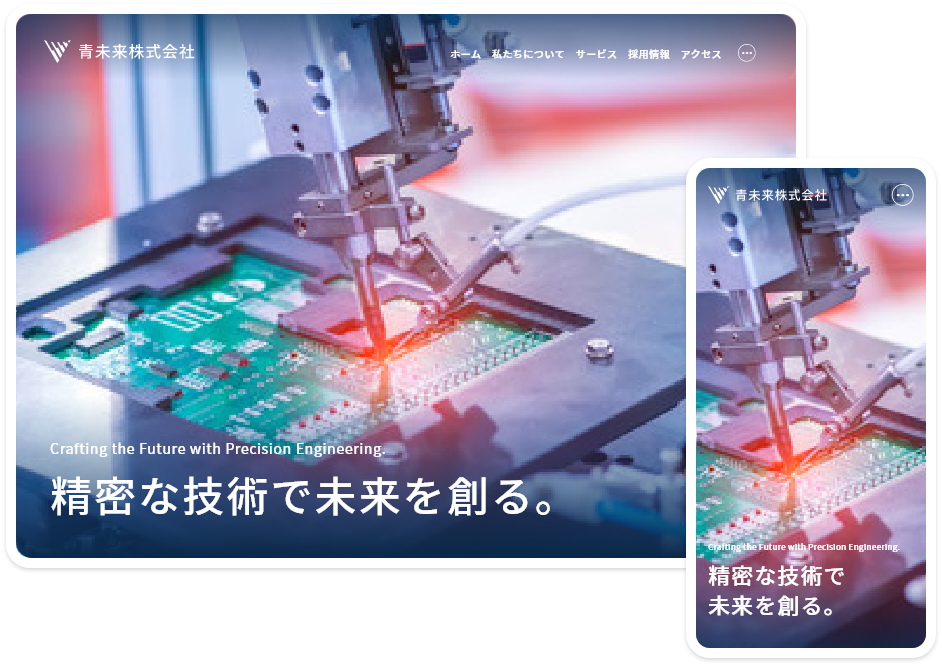 青未来株式会社
ホーム 私たちについて サービス 採用情報 アクセス
Crafting the Future with Precision Engineering.
精密な技術で未来を創る。
青未来株式会社
Crafting the Future with Precision Engineering.
精密な技術で
未来を創る。